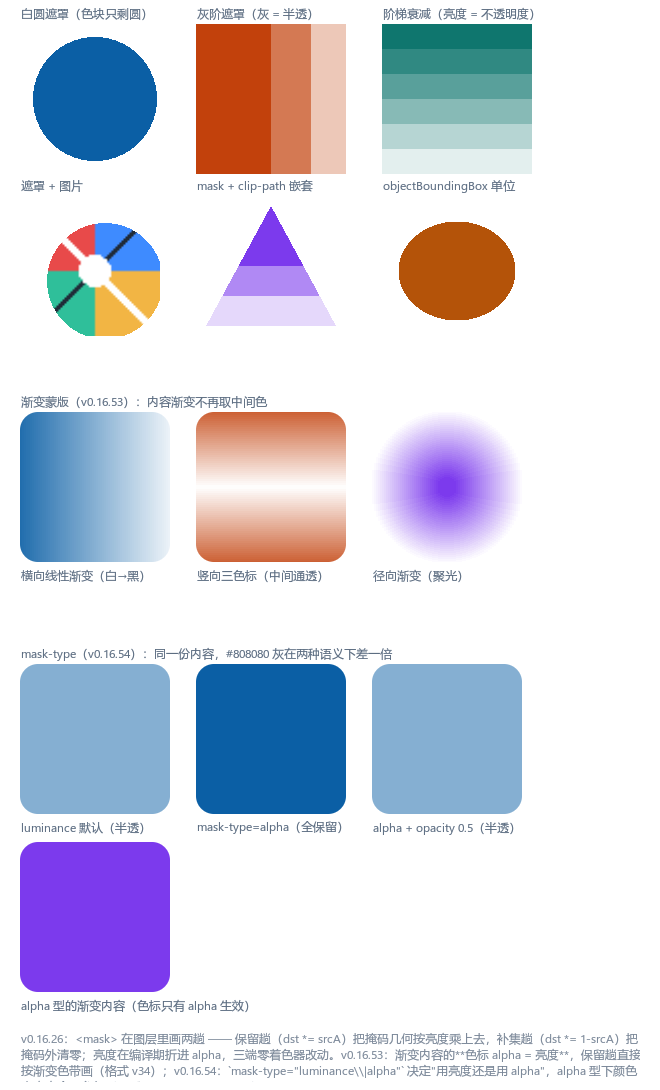 白圆遮罩（色块只剩圆）
灰阶遮罩（灰 = 半透）
阶梯衰减（亮度 = 不透明度）
遮罩 + 图片
mask + clip-path 嵌套
objectBoundingBox 单位
渐变蒙版（v0.16.53）：内容渐变不再取中间色
横向线性渐变（白→黑）
竖向三色标（中间通透）
径向渐变（聚光）
mask-type（v0.16.54）：同一份内容，#808080 灰在两种语义下差一倍
luminance 默认（半透）
mask-type=alpha（全保留）
alpha + opacity 0.5（半透）
alpha 型的渐变内容（色标只有 alpha 生效）
v0.16.26：<mask> 在图层里画两趟 —— 保留趟（dst *= srcA）把掩码几何按亮度乘上去，补集趟（dst *= 1-srcA）把
掩码外清零；亮度在编译期折进 alpha，三端零着色器改动。v0.16.53：渐变内容的**色标 alpha = 亮度**，保留趟直接
按渐变色带画（格式 v34）；v0.16.54：`mask-type="luminance\\|alpha"` 决定"用亮度还是用 alpha"，alpha 型下颜色